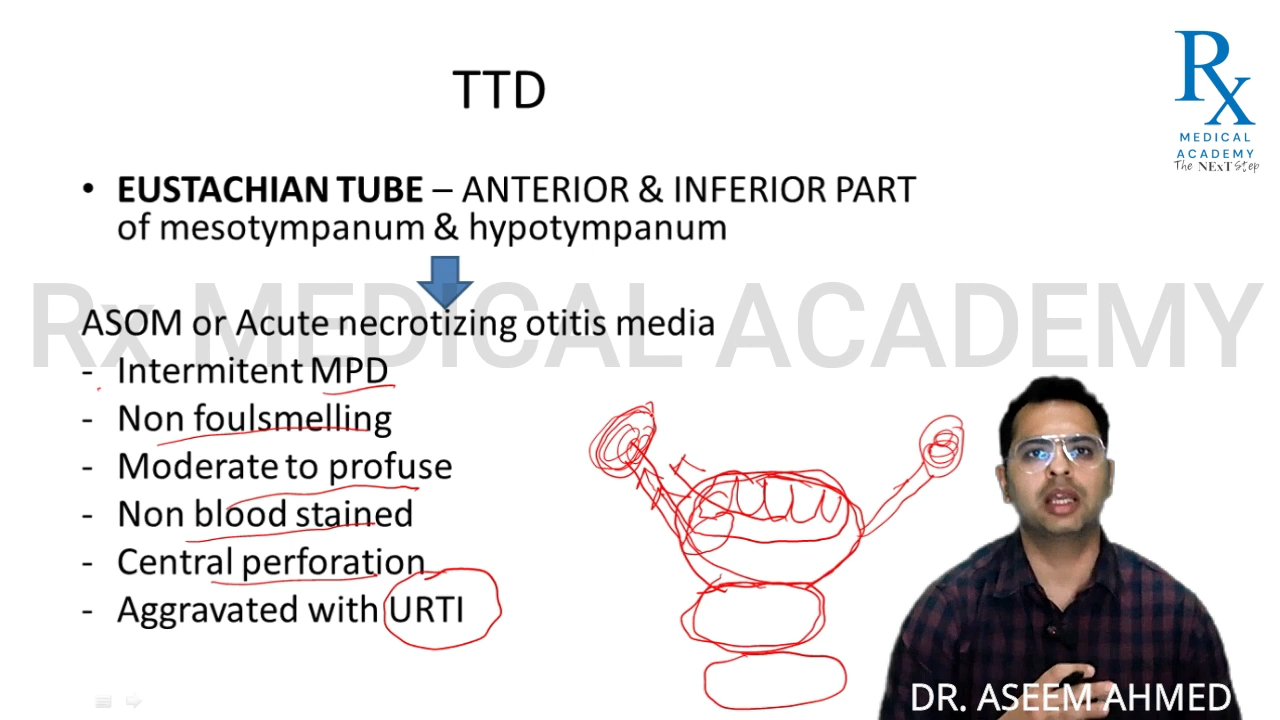 TTD
Rx
MEDICAL
ACADEMY
The NExT Step
• EUSTACHIAN TUBE – ANTERIOR & INFERIOR PART
of mesotympanum & hypotympanum
Rx MEDICAL ACADEMY
ASOM or Acute necrotizing otitis media
- Intermitent MPD
- Non foulsmelling
- Moderate to profuse
- Non blood stained
- Central perforation
- Aggravated with URTI
DR. ASEEM AHMED